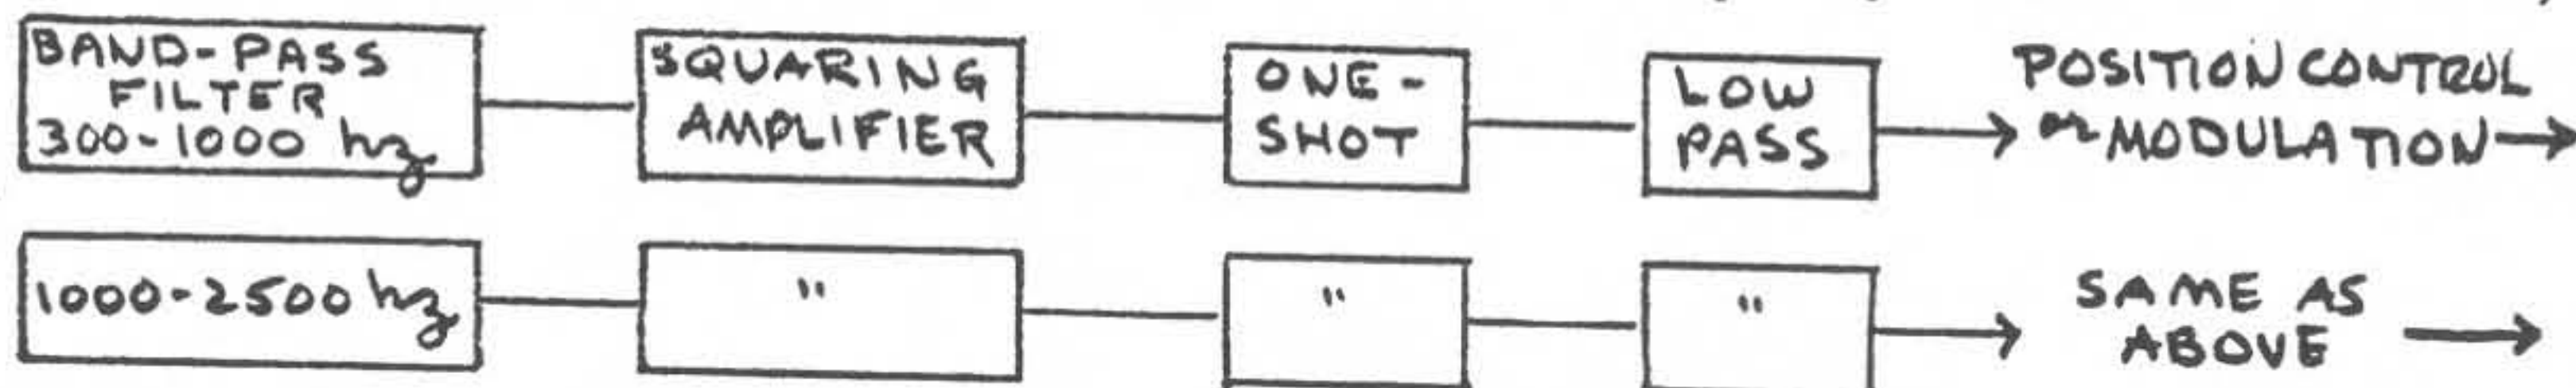 BAND-PASS
FILTER
300-1000 hz
SQUARING
AMPLIFIER
ONE-
SHOT
LOW
PASS
POSITION CONTROL
or MODULATION
1000-2500 hz
"
"
"
SAME AS
ABOVE